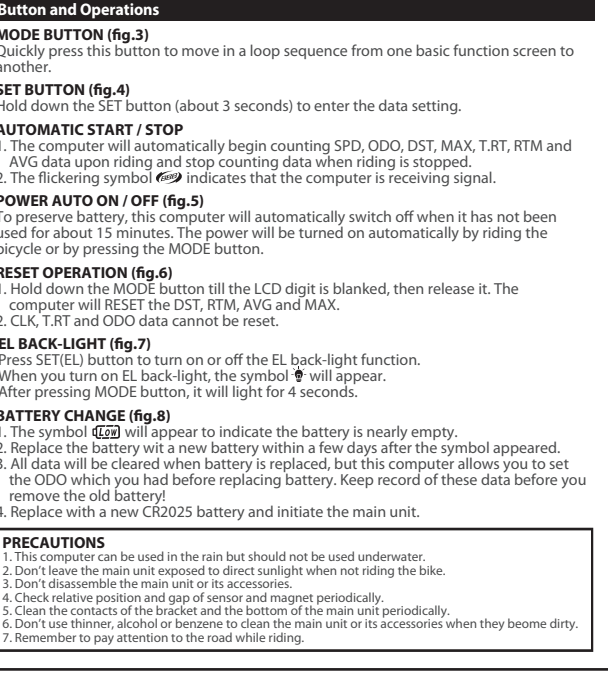 Button and Operations
MODE BUTTON (fig.3)
Quickly press this button to move in a loop sequence from one basic function screen to
another.
SET BUTTON (fig.4)
Hold down the SET button (about 3 seconds) to enter the data setting.
AUTOMATIC START / STOP
1. The computer will automatically begin counting SPD, ODO, DST, MAX, T.RT, RTM and
AVG data upon riding and stop counting data when riding is stopped.
2. The flickering symbol indicates that the computer is receiving signal.
POWER AUTO ON / OFF (fig.5)
To preserve battery, this computer will automatically switch off when it has not been
used for about 15 minutes. The power will be turned on automatically by riding the
bicycle or by pressing the MODE button.
RESET OPERATION (fig.6)
1. Hold down the MODE button till the LCD digit is blanked, then release it. The
computer will RESET the DST, RTM, AVG and MAX.
2. CLK, T.RT and ODO data cannot be reset.
EL BACK-LIGHT (fig.7)
Press SET(EL) button to turn on or off the EL back-light function.
When you turn on EL back-light, the symbol will appear.
After pressing MODE button, it will light for 4 seconds.
BATTERY CHANGE (fig.8)
1. The symbol LOW will appear to indicate the battery is nearly empty.
2. Replace the battery wit a new battery within a few days after the symbol appeared.
3. All data will be cleared when battery is replaced, but this computer allows you to set
the ODO which you had before replacing battery. Keep record of these data before you
remove the old battery!
4. Replace with a new CR2025 battery and initiate the main unit.
PRECAUTIONS
1. This computer can be used in the rain but should not be used underwater.
2. Don't leave the main unit exposed to direct sunlight when not riding the bike.
3. Don't disassemble the main unit or its accessories.
4. Check relative position and gap of sensor and magnet periodically.
5. Clean the contacts of the bracket and the bottom of the main unit periodically.
6. Don't use thinner, alcohol or benzene to clean the main unit or its accessories when they beome dirty.
7. Remember to pay attention to the road while riding.